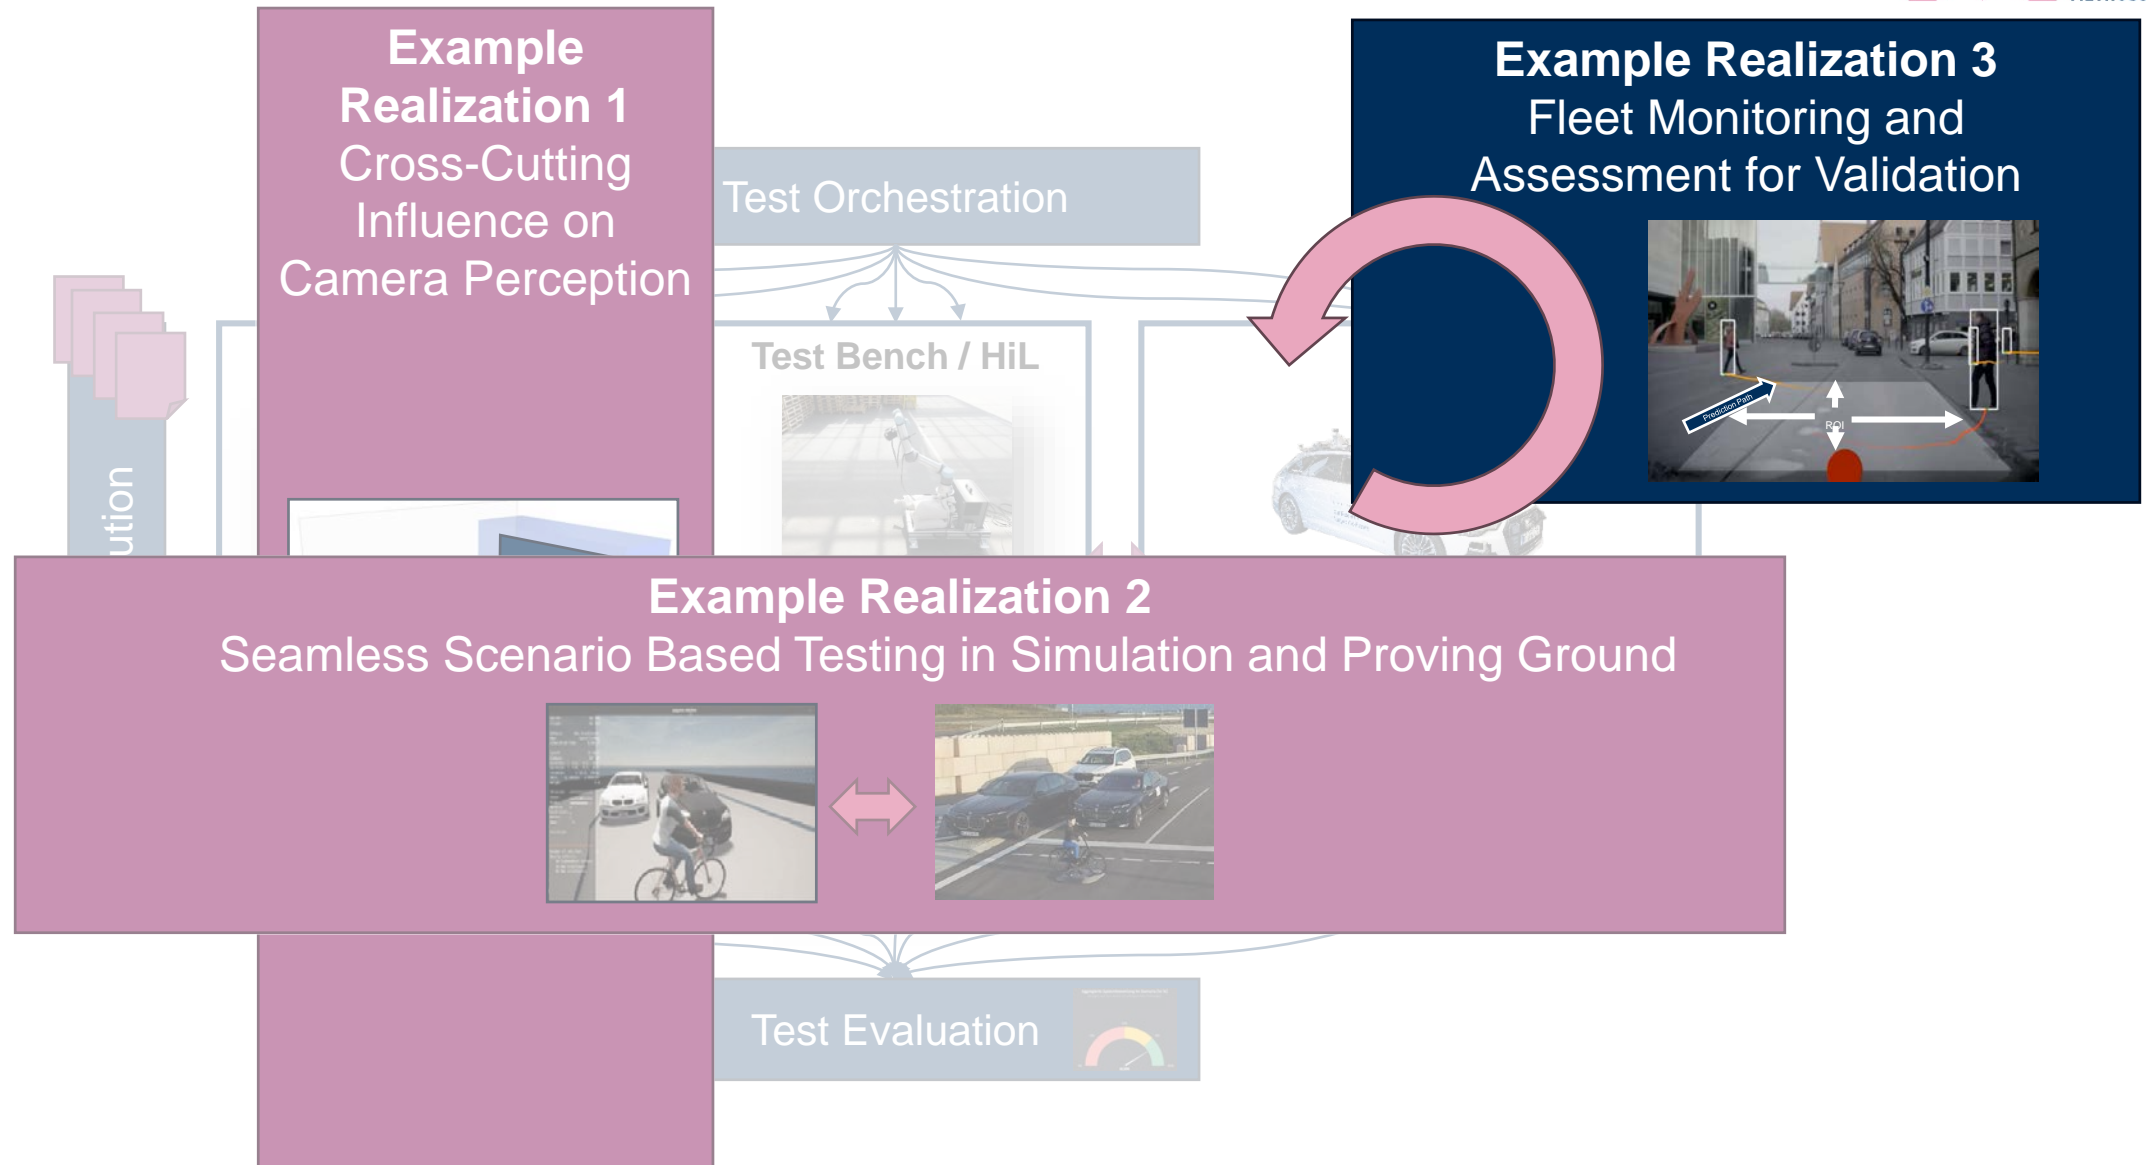 Example
Realization 1
Cross-Cutting
Influence on
Camera Perception
Example Realization 3
Fleet Monitoring and
Assessment for Validation
Prediction Path
ROI
Test Orchestration
Test Bench / HiL
ution
Example Realization 2
Seamless Scenario Based Testing in Simulation and Proving Ground
Test Evaluation